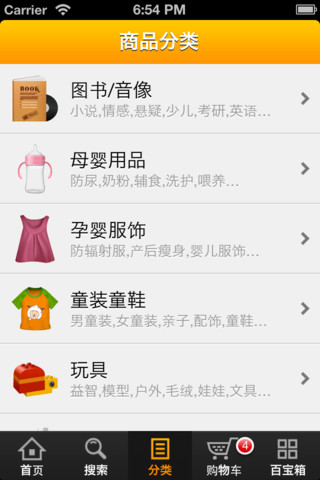 Carrier 6:54 PM
商品分类
BOOK
图书/音像
小说,情感,悬疑,少儿,考研,英语...
母婴用品
防尿,奶粉,辅食,洗护,喂养...
孕婴服饰
防辐射服,产后瘦身,婴儿服饰...
童装童鞋
男童装,女童装,亲子,配饰,童鞋...
玩具
益智,模型,户外,毛绒,娃娃,文具...
4
首页 搜索 分类 购物车 百宝箱